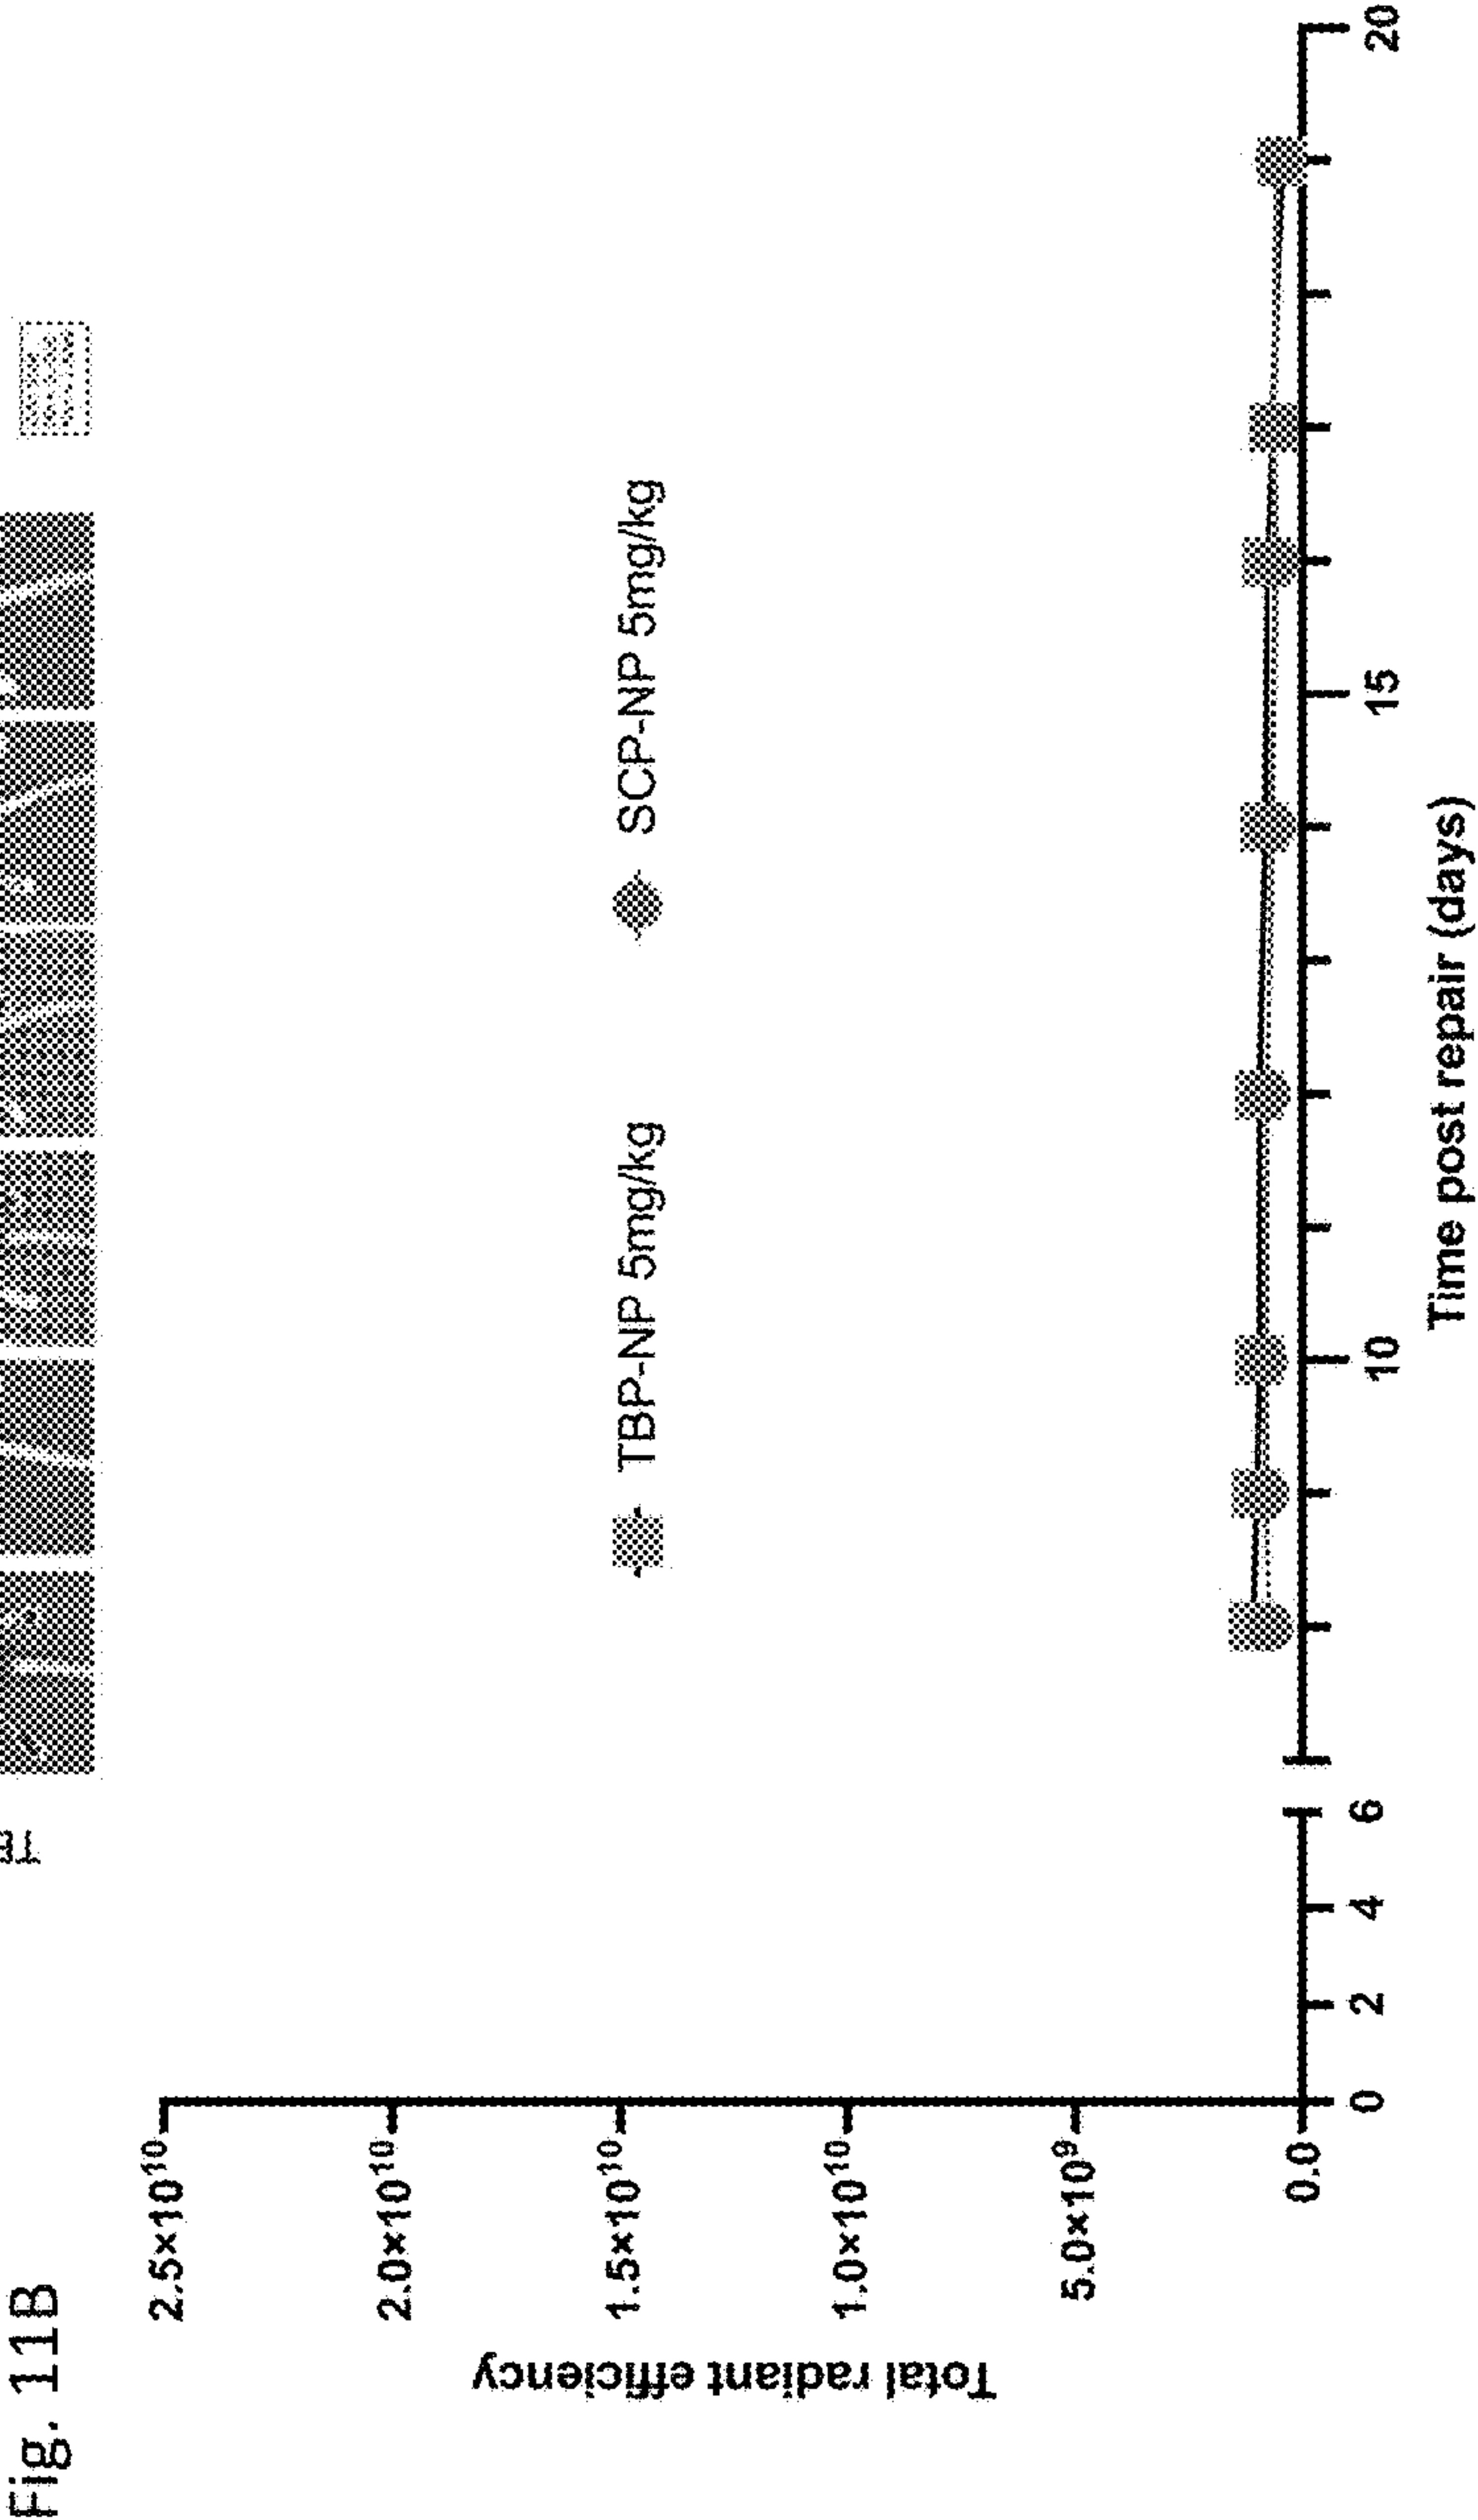 Fig. 11B
2.5×10¹⁰
2.0×10¹⁰
1.5×10¹⁰
1.0×10¹⁰
5.0×10⁹
0.0
Total radiant efficiency
TBP-NP 5mg/kg
SCP-NP 5mg/kg
0 2 4 6 10 15 20
Time post repair (days)